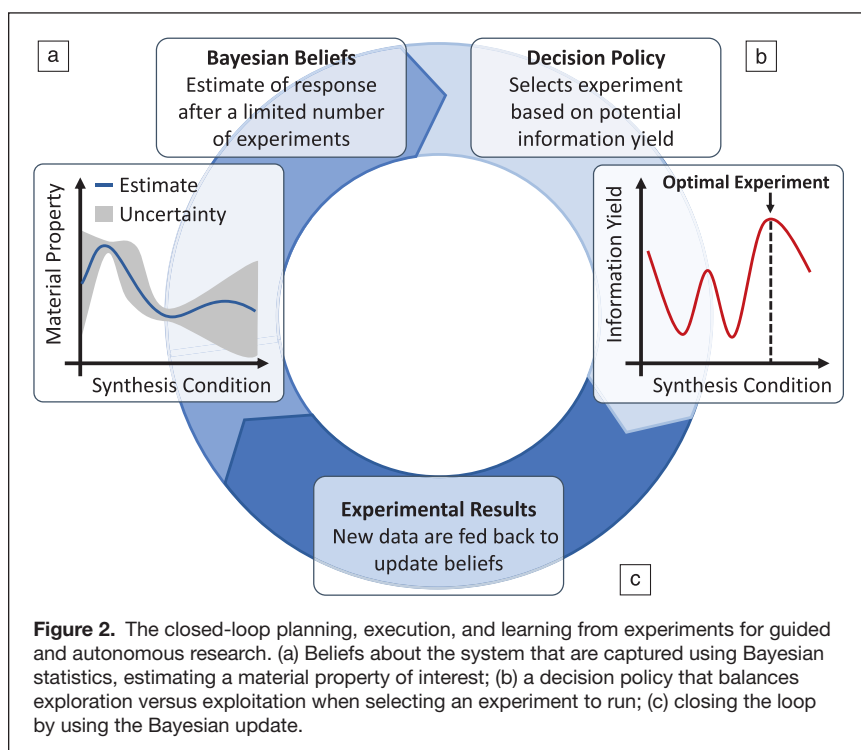 a
Bayesian Beliefs
Estimate of response
after a limited number
of experiments
Decision Policy
Selects experiment
based on potential
information yield
b
Material Property
Estimate
Uncertainty
Synthesis Condition
Information Yield
Optimal Experiment
Synthesis Condition
Experimental Results
New data are fed back to
update beliefs
c
Figure 2. The closed-loop planning, execution, and learning from experiments for guided
and autonomous research. (a) Beliefs about the system that are captured using Bayesian
statistics, estimating a material property of interest; (b) a decision policy that balances
exploration versus exploitation when selecting an experiment to run; (c) closing the loop
by using the Bayesian update.